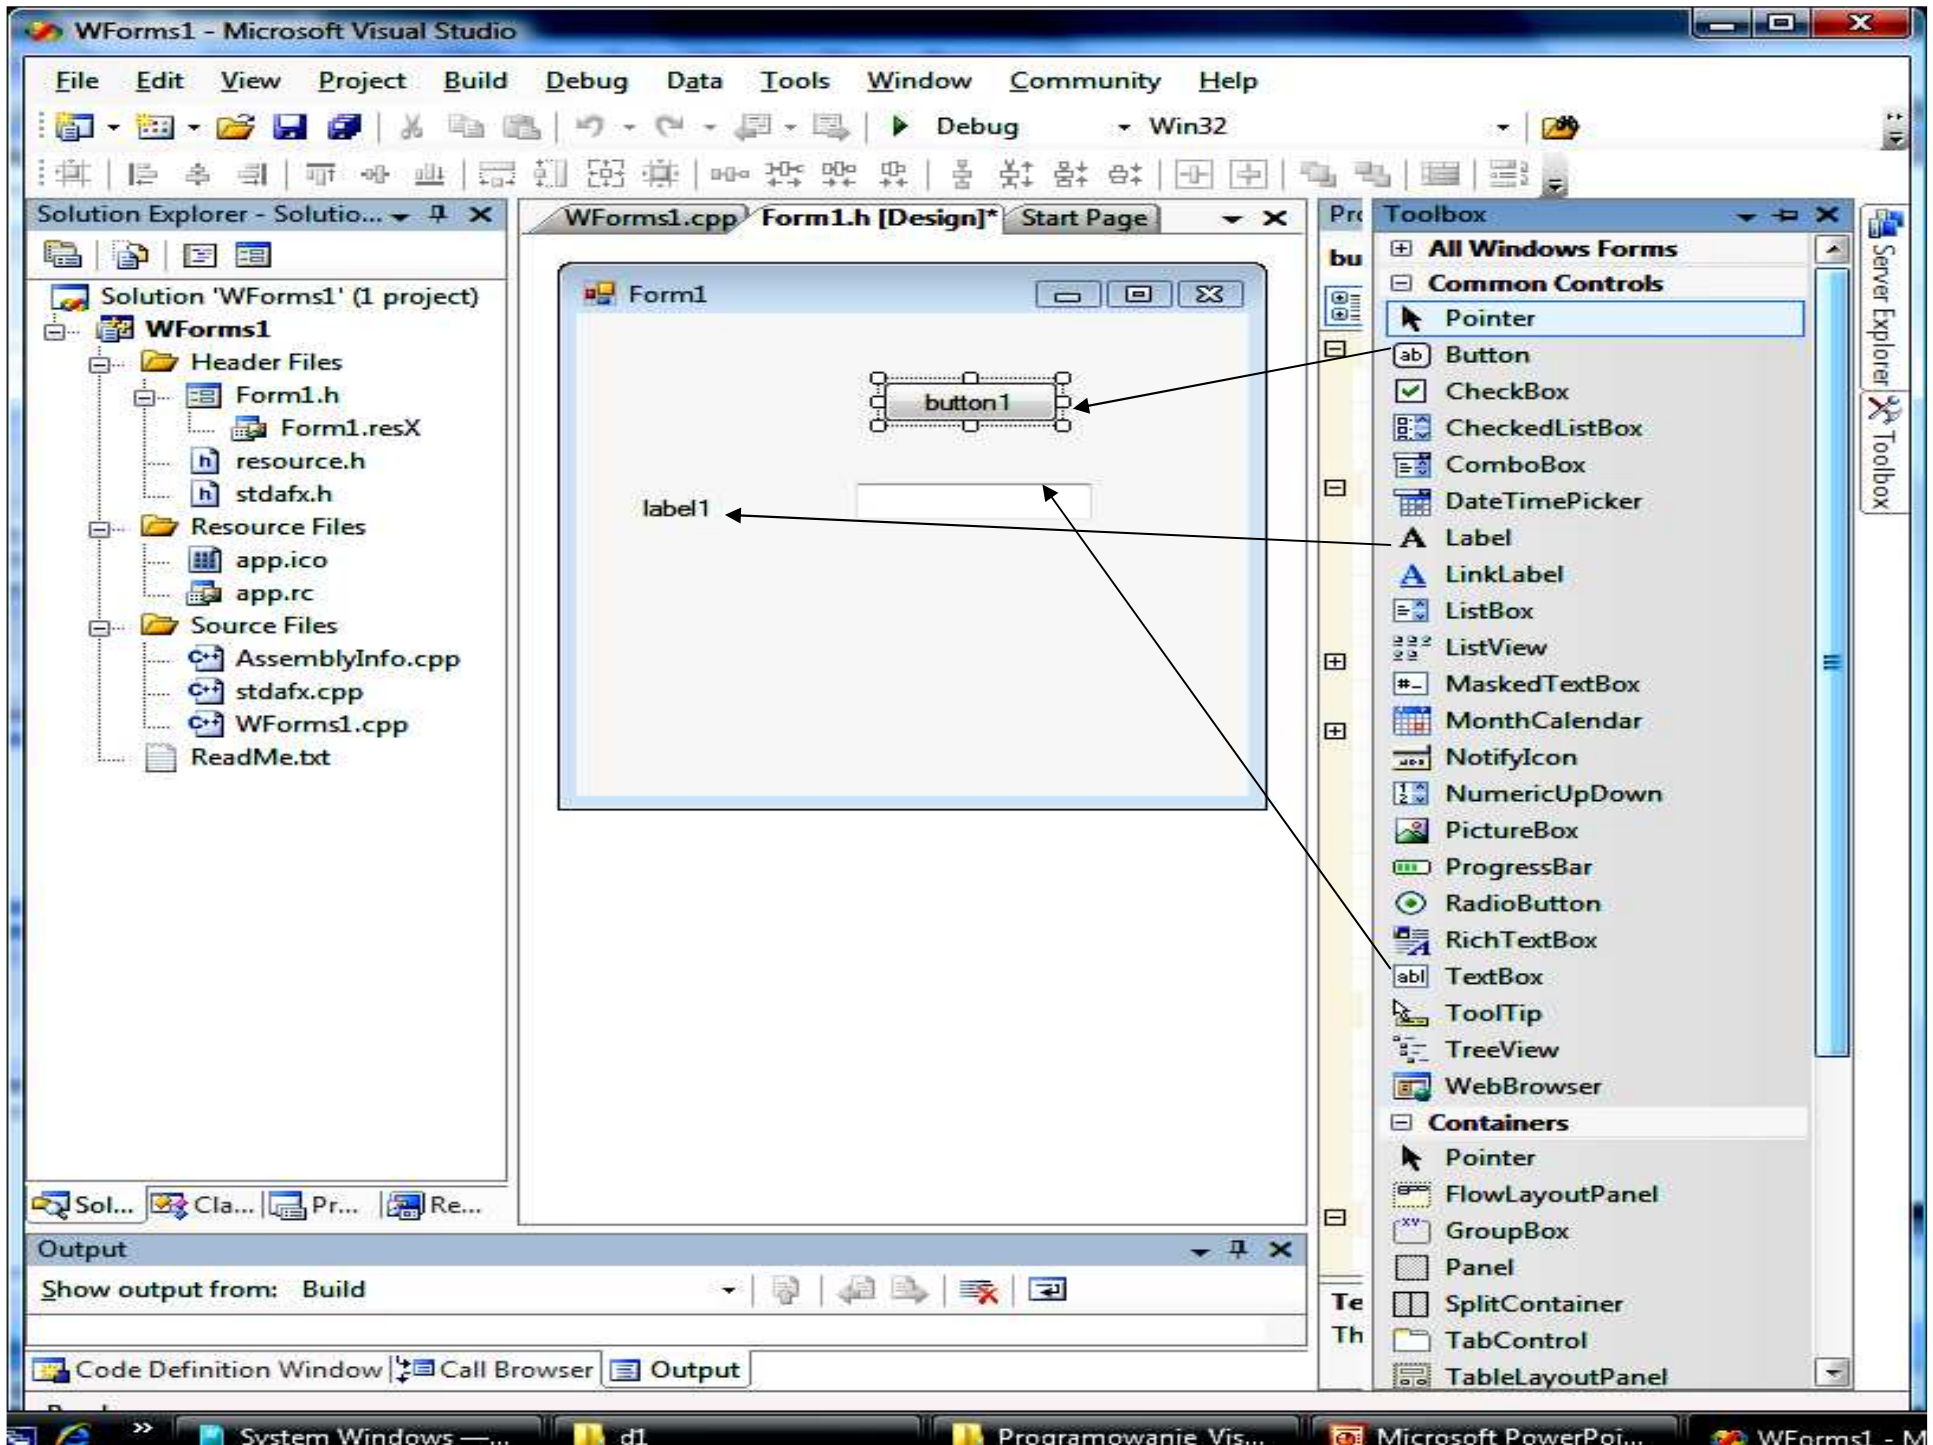 WForms1 - Microsoft Visual Studio
File Edit View Project Build Debug Data Tools Window Community Help
Debug Win32
Solution Explorer - Solutio...
Solution 'WForms1' (1 project)
WForms1
Header Files
Form1.h
Form1.resX
resource.h
stdafx.h
Resource Files
app.ico
app.rc
Source Files
AssemblyInfo.cpp
stdafx.cpp
WForms1.cpp
ReadMe.txt
Sol... Cla... Pr... Re...
WForms1.cpp Form1.h [Design]* Start Page
Form1
button1
label1
Pro
bu
Te
Th
Toolbox
All Windows Forms
Common Controls
Pointer
Button
CheckBox
CheckedListBox
ComboBox
DateTimePicker
Label
LinkLabel
ListBox
ListView
MaskedTextBox
MonthCalendar
NotifyIcon
NumericUpDown
PictureBox
ProgressBar
RadioButton
RichTextBox
TextBox
ToolTip
TreeView
WebBrowser
Containers
Pointer
FlowLayoutPanel
GroupBox
Panel
SplitContainer
TabControl
TableLayoutPanel
Server Explorer
Toolbox
Output
Show output from: Build
Code Definition Window Call Browser Output
System Windows —... d1 Programowanie Vis... Microsoft PowerPoi... WForms1 - M